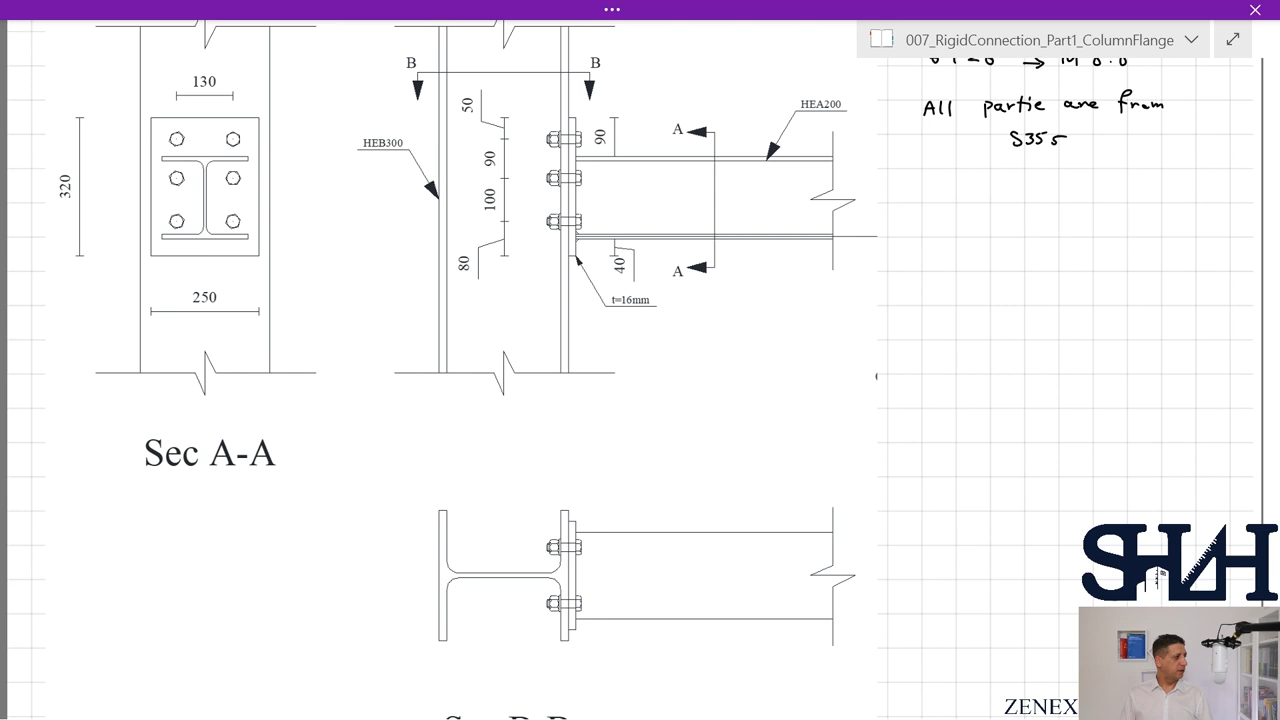 007_RigidConnection_Part1_ColumnFlange
All partie are from
S355
B
B
130
50
HEA200
90
A
HEB300
90
320
100
80
40
A
250
t=16mm
Sec A-A
SHZH
ZENEX